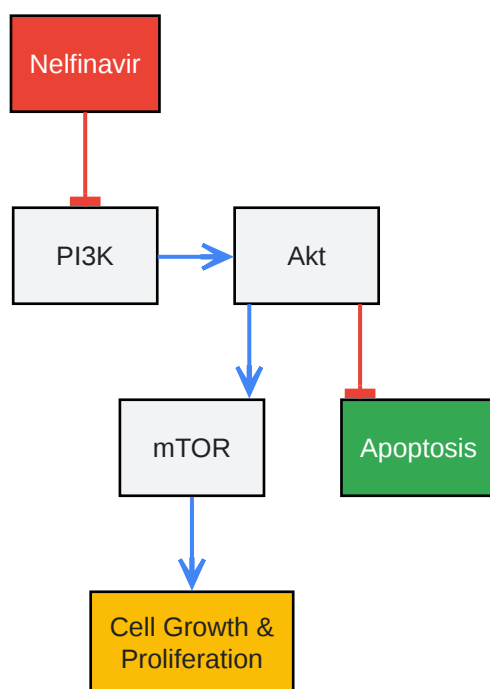 Nelfinavir
PI3K
Akt
mTOR
Apoptosis
Cell Growth &
Proliferation